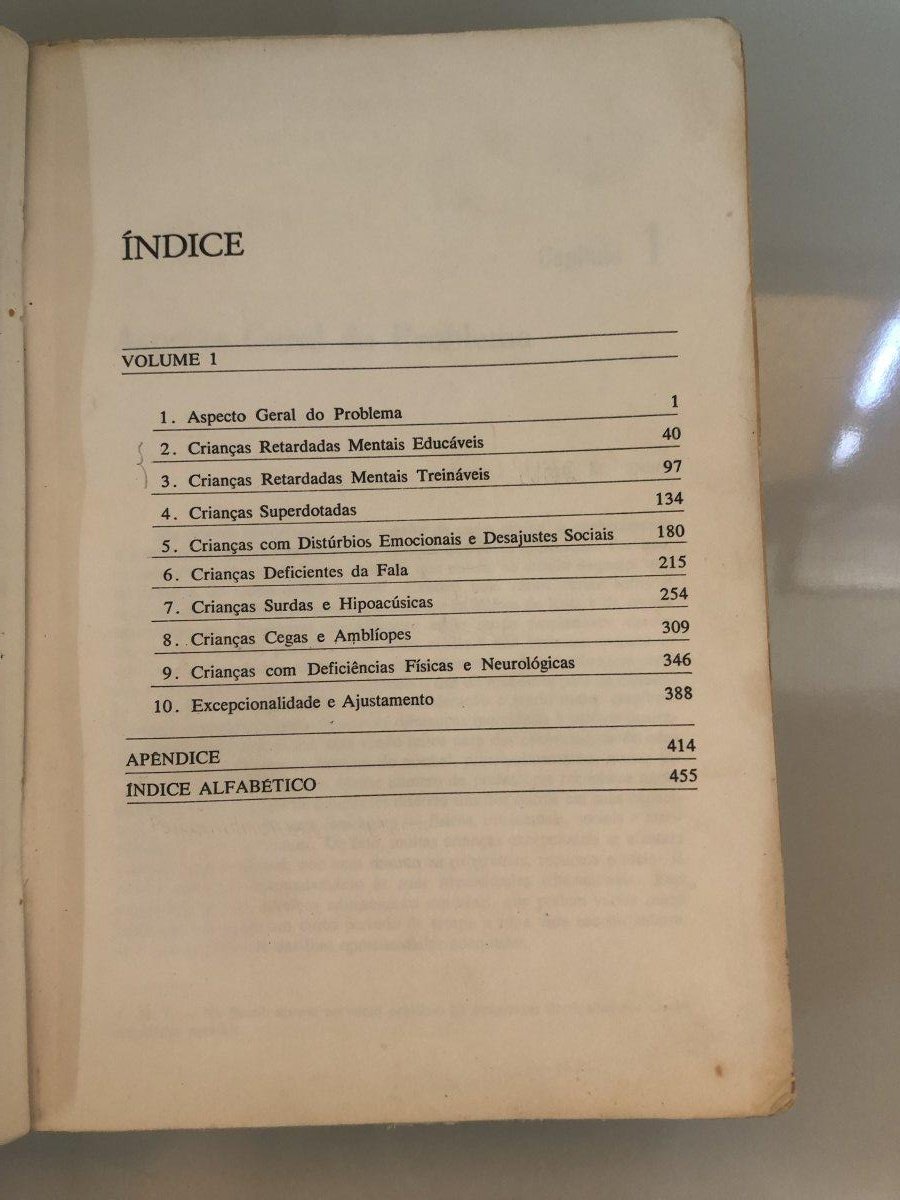 ÍNDICE
VOLUME 1
1. Aspecto Geral do Problema 1
2. Crianças Retardadas Mentais Educáveis 40
3. Crianças Retardadas Mentais Treináveis 97
4. Crianças Superdotadas 134
5. Crianças com Distúrbios Emocionais e Desajustes Sociais 180
6. Crianças Deficientes da Fala 215
7. Crianças Surdas e Hipoacúsicas 254
8. Crianças Cegas e Amblíopes 309
9. Crianças com Deficiências Físicas e Neurológicas 346
10. Excepcionalidade e Ajustamento 388
APÊNDICE 414
ÍNDICE ALFABÉTICO 455